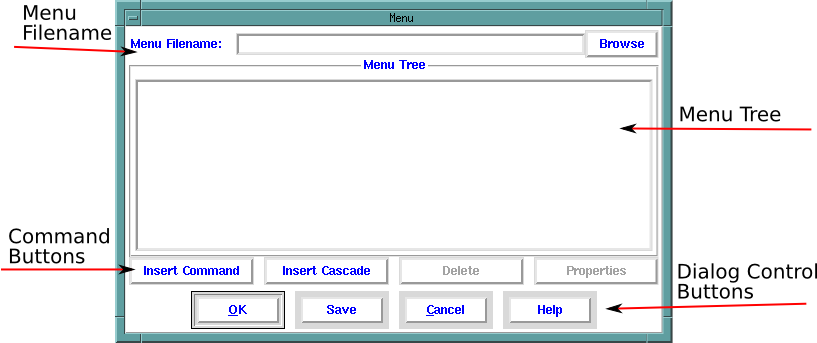 Menu
Filename
Menu
Menu Filename:
Browse
Menu Tree
Menu Tree
Command
Buttons
Insert Command
Insert Cascade
Delete
Properties
Dialog Control
Buttons
OK
Save
Cancel
Help